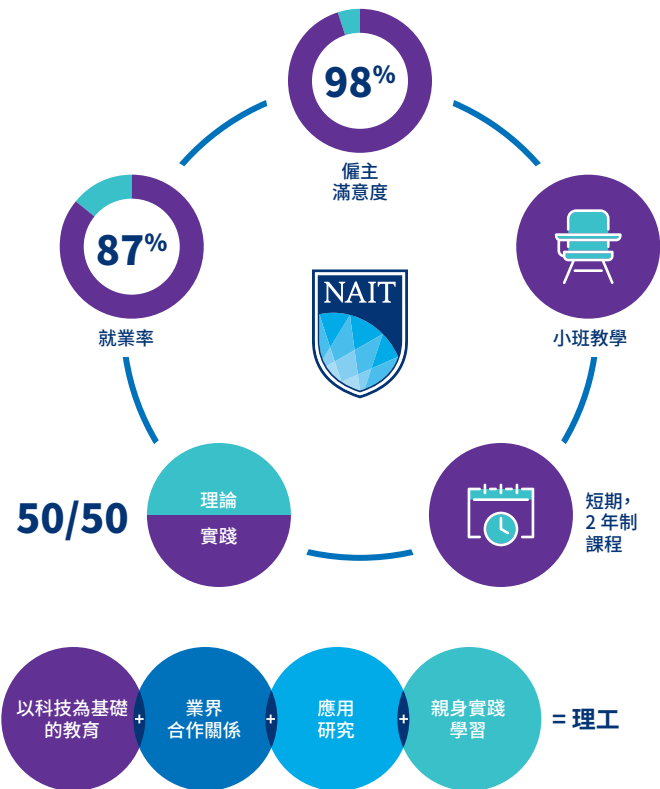 98%
僱主
滿意度
87%
就業率
NAIT
小班教學
50/50
理論
實踐
短期，
2 年制
課程
以科技為基礎
的教育
+
業界
合作關係
+
應用
研究
+
親身實踐
學習
= 理工